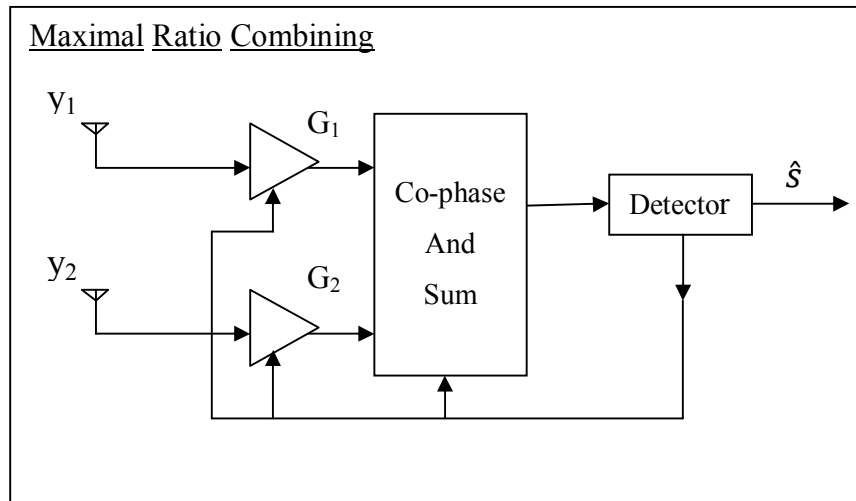 Maximal Ratio Combining
y₁
G₁
Co-phase
And
Sum
Detector
ŝ
y₂
G₂